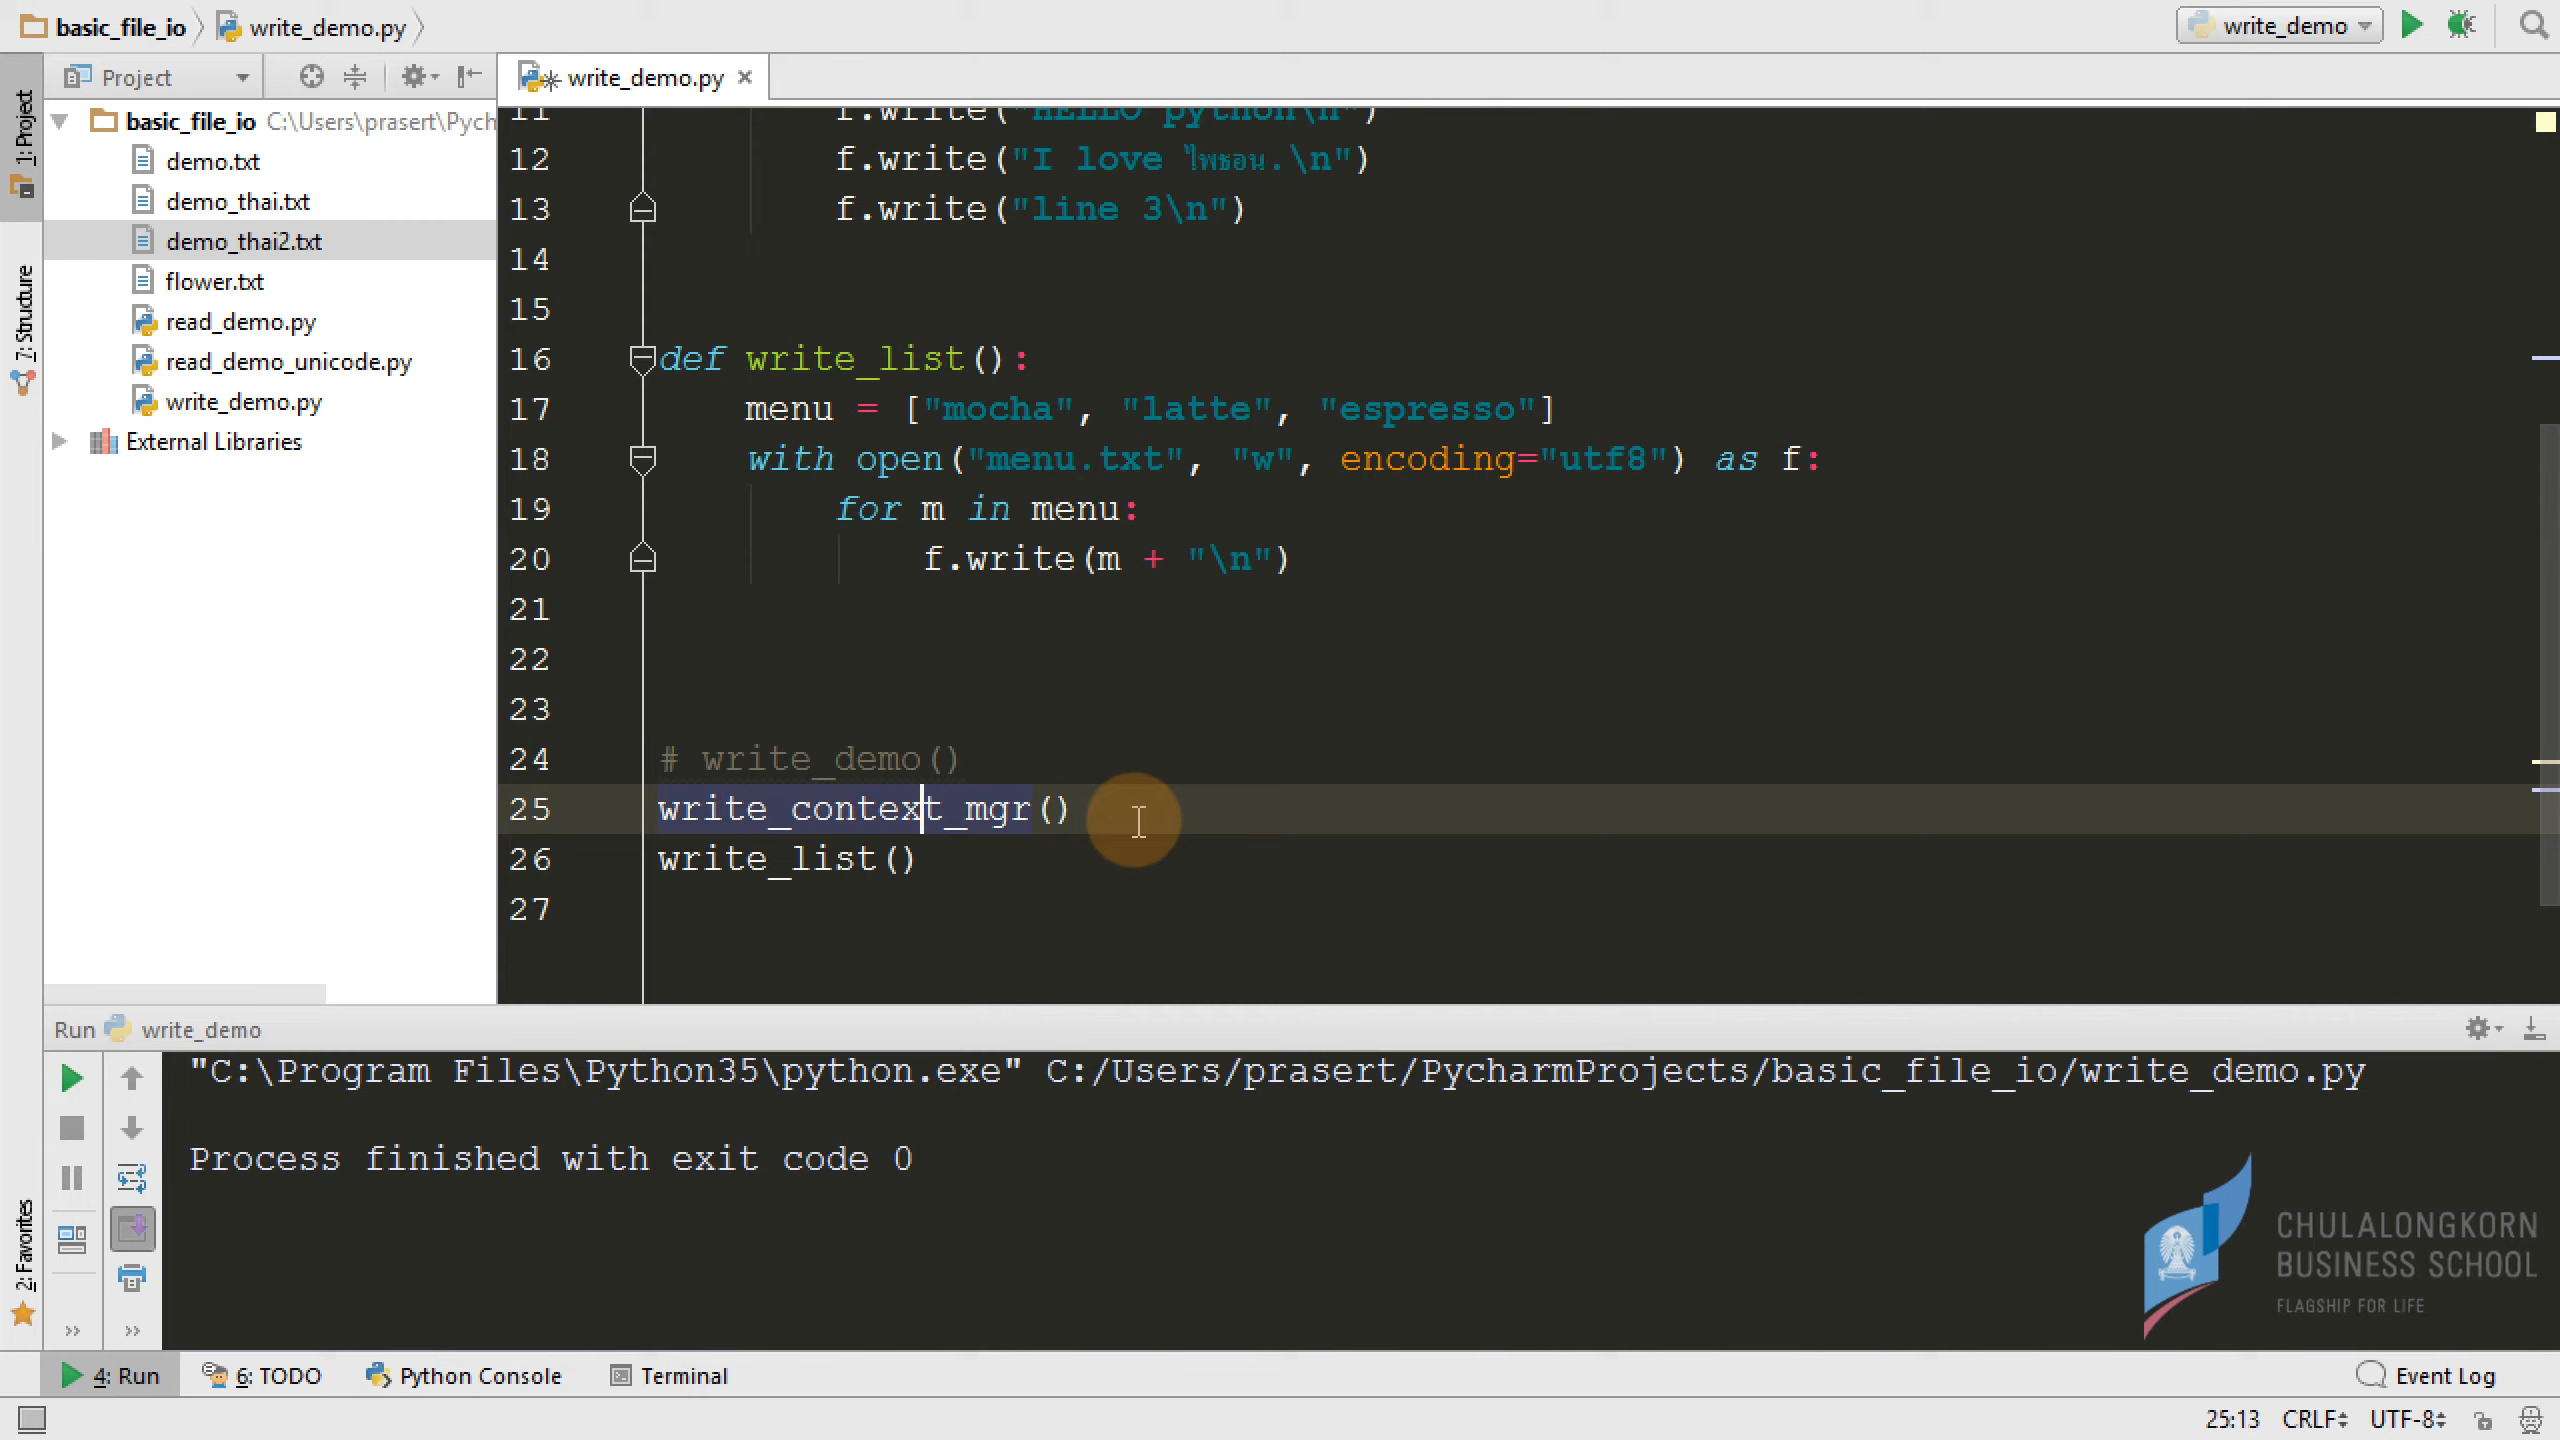 basic_file_io write_demo.py write_demo
Project write_demo.py
1: Project
7: Structure
2: Favorites
basic_file_io C:\Users\prasert\Pych
demo.txt
demo_thai.txt
demo_thai2.txt
flower.txt
read_demo.py
read_demo_unicode.py
write_demo.py
External Libraries
11 f.write("HELLO python\n")
12 f.write("I love ไพธอน.\n")
13 f.write("line 3\n")
14
15
16 def write_list():
17 menu = ["mocha", "latte", "espresso"]
18 with open("menu.txt", "w", encoding="utf8") as f:
19 for m in menu:
20 f.write(m + "\n")
21
22
23
24 # write_demo()
25 write_context_mgr()
26 write_list()
27
Run write_demo
"C:\Program Files\Python35\python.exe" C:/Users/prasert/PycharmProjects/basic_file_io/write_demo.py
Process finished with exit code 0
CHULALONGKORN
BUSINESS SCHOOL
FLAGSHIP FOR LIFE
4: Run 6: TODO Python Console Terminal Event Log
25:13 CRLF UTF-8